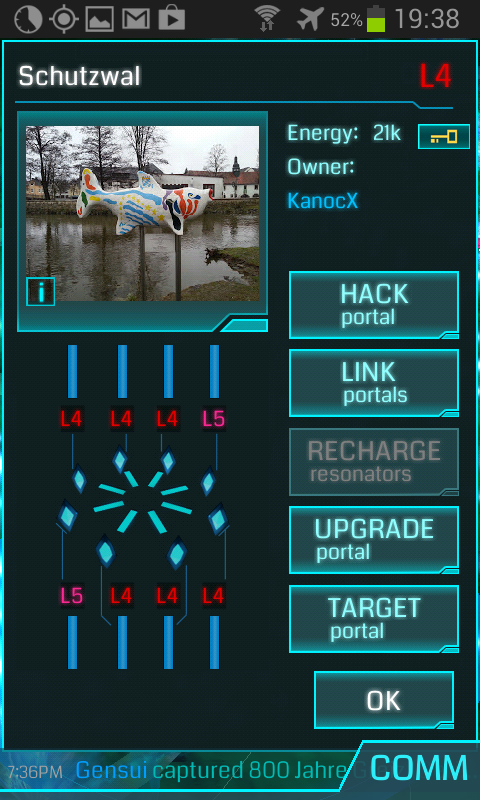 52% 19:38
Schutzwal L4
Energy: 21k
Owner:
KanocX
i
HACK
portal
LINK
portals
RECHARGE
resonators
UPGRADE
portal
TARGET
portal
L4 L4 L4 L5
L5 L4 L4 L4
OK
7:36PM Gensui captured 800 Jahre
COMM